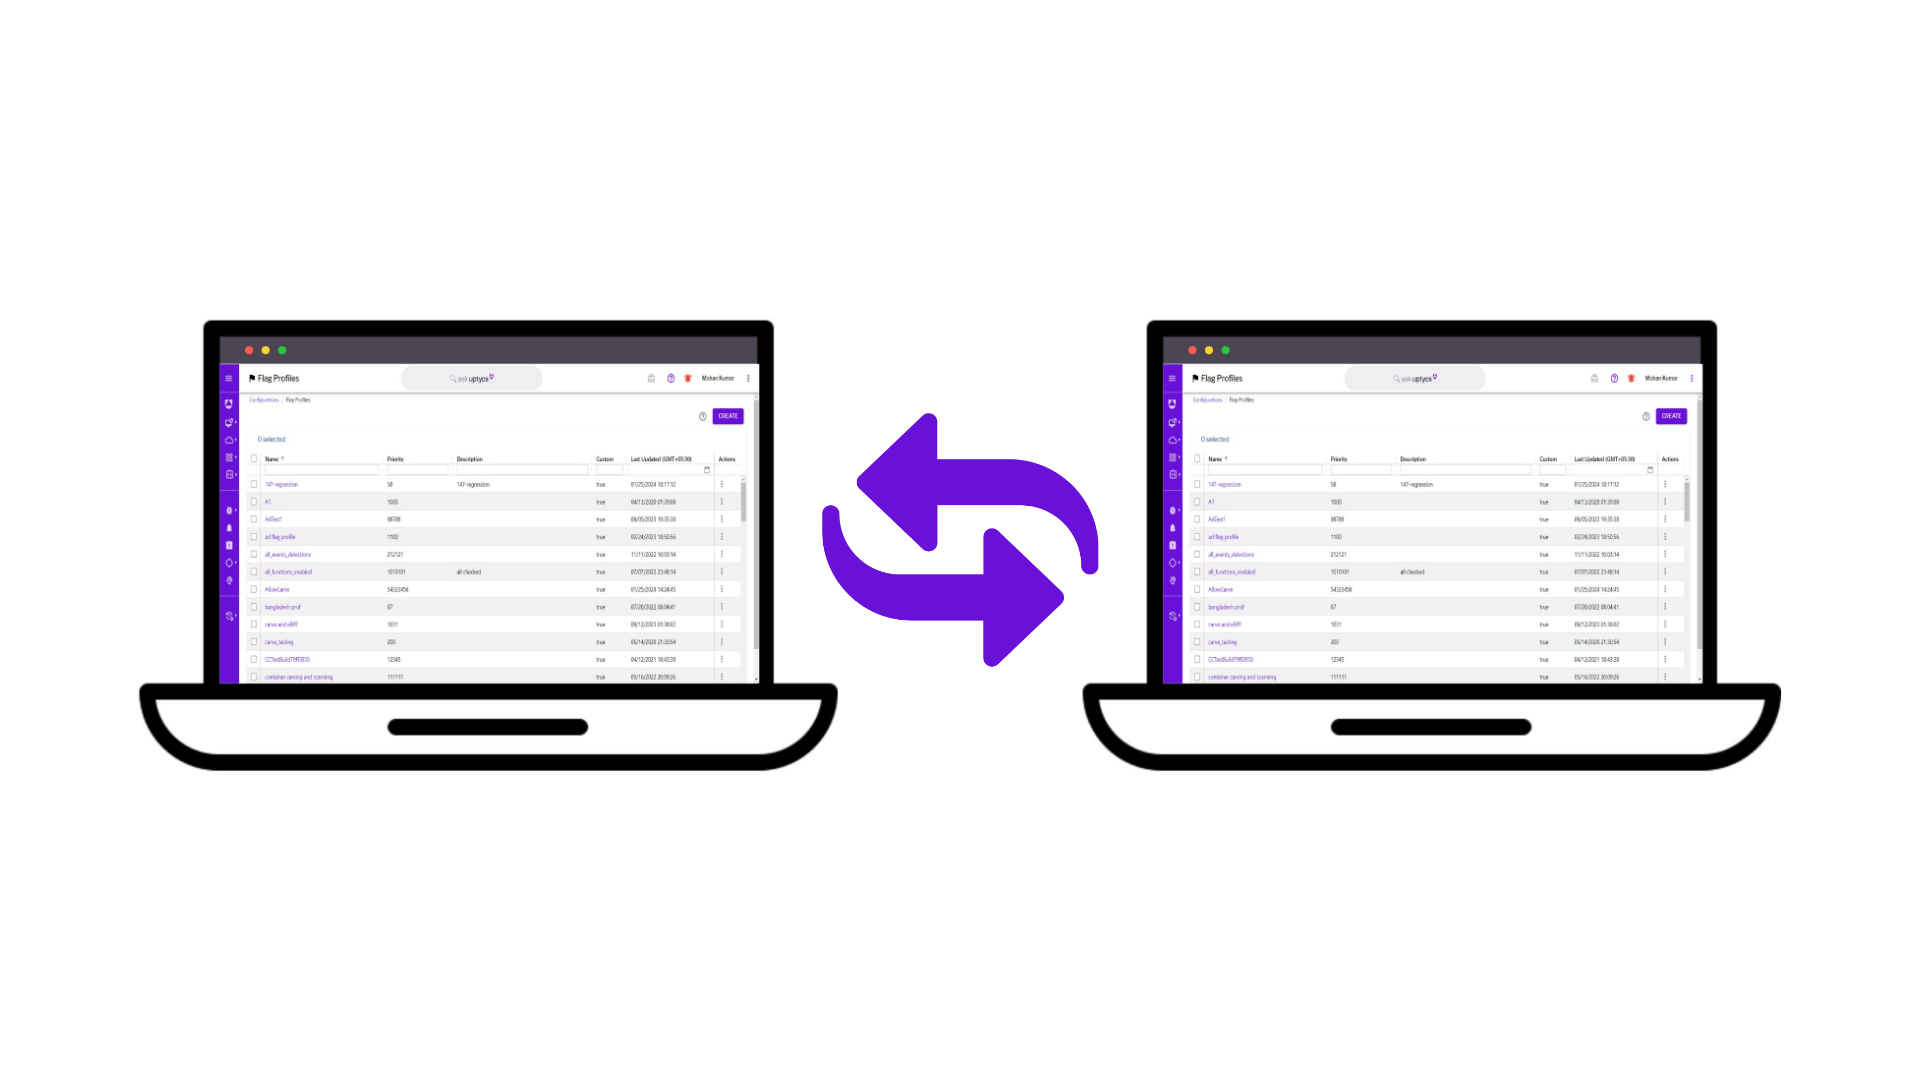 Flag Profiles
ask uptycs
Mohan Kumar
Configurations / Flag Profiles
CREATE
0 selected
Name Priority Description Custom Last Updated (GMT+05:30) Actions
147-regression 58 147-regression true 01/25/2024 18:17:12
A1 1000 true 04/13/2020 01:39:08
AATest1 98789 true 09/05/2023 19:35:38
ad flag profile 1100 true 02/24/2023 18:50:56
all_events_detections 212121 true 11/11/2022 10:03:14
all_functions_enabled 1010101 all checked true 07/07/2022 23:48:14
AllowCarve 54323456 true 01/25/2024 14:24:45
bangladesh prof 67 true 07/20/2022 08:04:41
carve and eBPF 1031 true 09/12/2023 01:38:02
carve_testing 200 true 05/14/2020 21:30:54
12345 true 04/12/2021 18:43:38
container carving and scanning 111111 true 05/16/2022 20:09:26
Flag Profiles
ask uptycs
Mohan Kumar
Configurations / Flag Profiles
CREATE
0 selected
Name Priority Description Custom Last Updated (GMT+05:30) Actions
147-regression 58 147-regression true 01/25/2024 18:17:12
A1 1000 true 04/13/2020 01:39:08
AATest1 98789 true 09/05/2023 19:35:38
ad flag profile 1100 true 02/24/2023 18:50:56
all_events_detections 212121 true 11/11/2022 10:03:14
all_functions_enabled 1010101 all checked true 07/07/2022 23:48:14
AllowCarve 54323456 true 01/25/2024 14:24:45
bangladesh prof 67 true 07/20/2022 08:04:41
carve and eBPF 1031 true 09/12/2023 01:38:02
carve_testing 200 true 05/14/2020 21:30:54
12345 true 04/12/2021 18:43:38
container carving and scanning 111111 true 05/16/2022 20:09:26